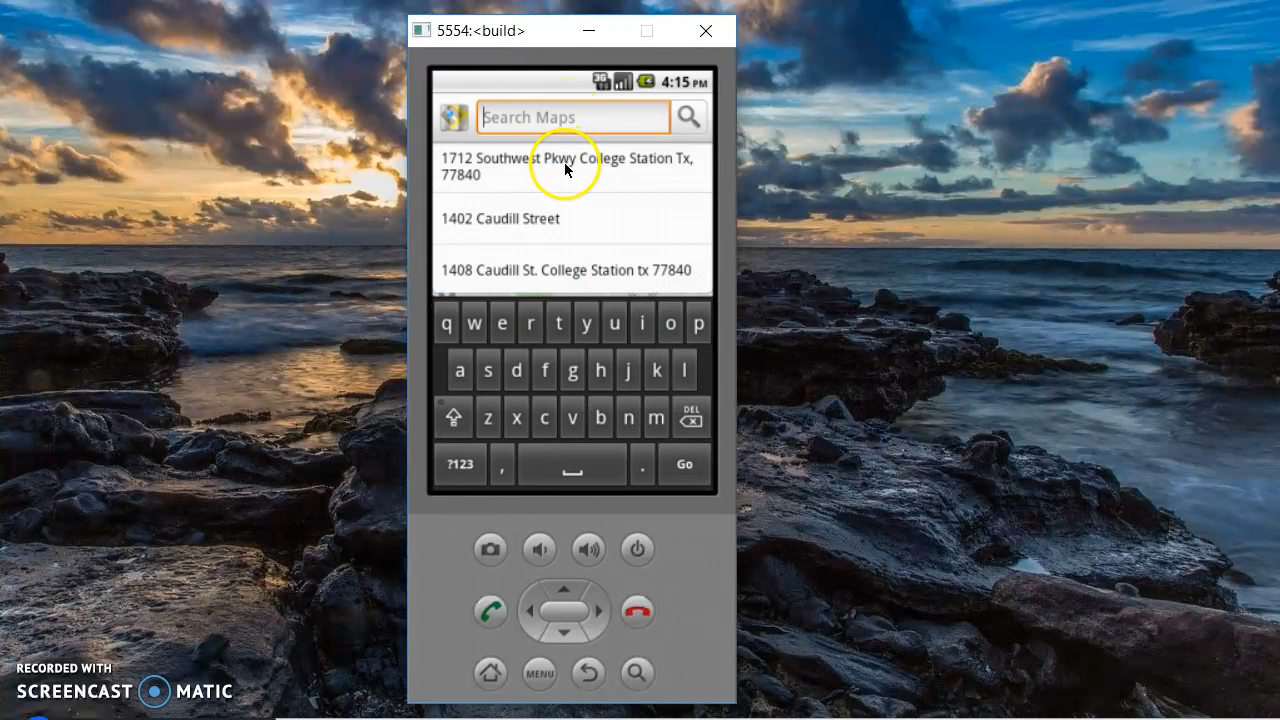 5554:<build>
3G
4:15 PM
Search Maps
1712 Southwest Pkwy College Station Tx,
77840
1402 Caudill Street
1408 Caudill St. College Station tx 77840
q w e r t y u i o p
a s d f g h j k l
z x c v b n m DEL
?123 , . Go
MENU
RECORDED WITH
SCREENCAST MATIC